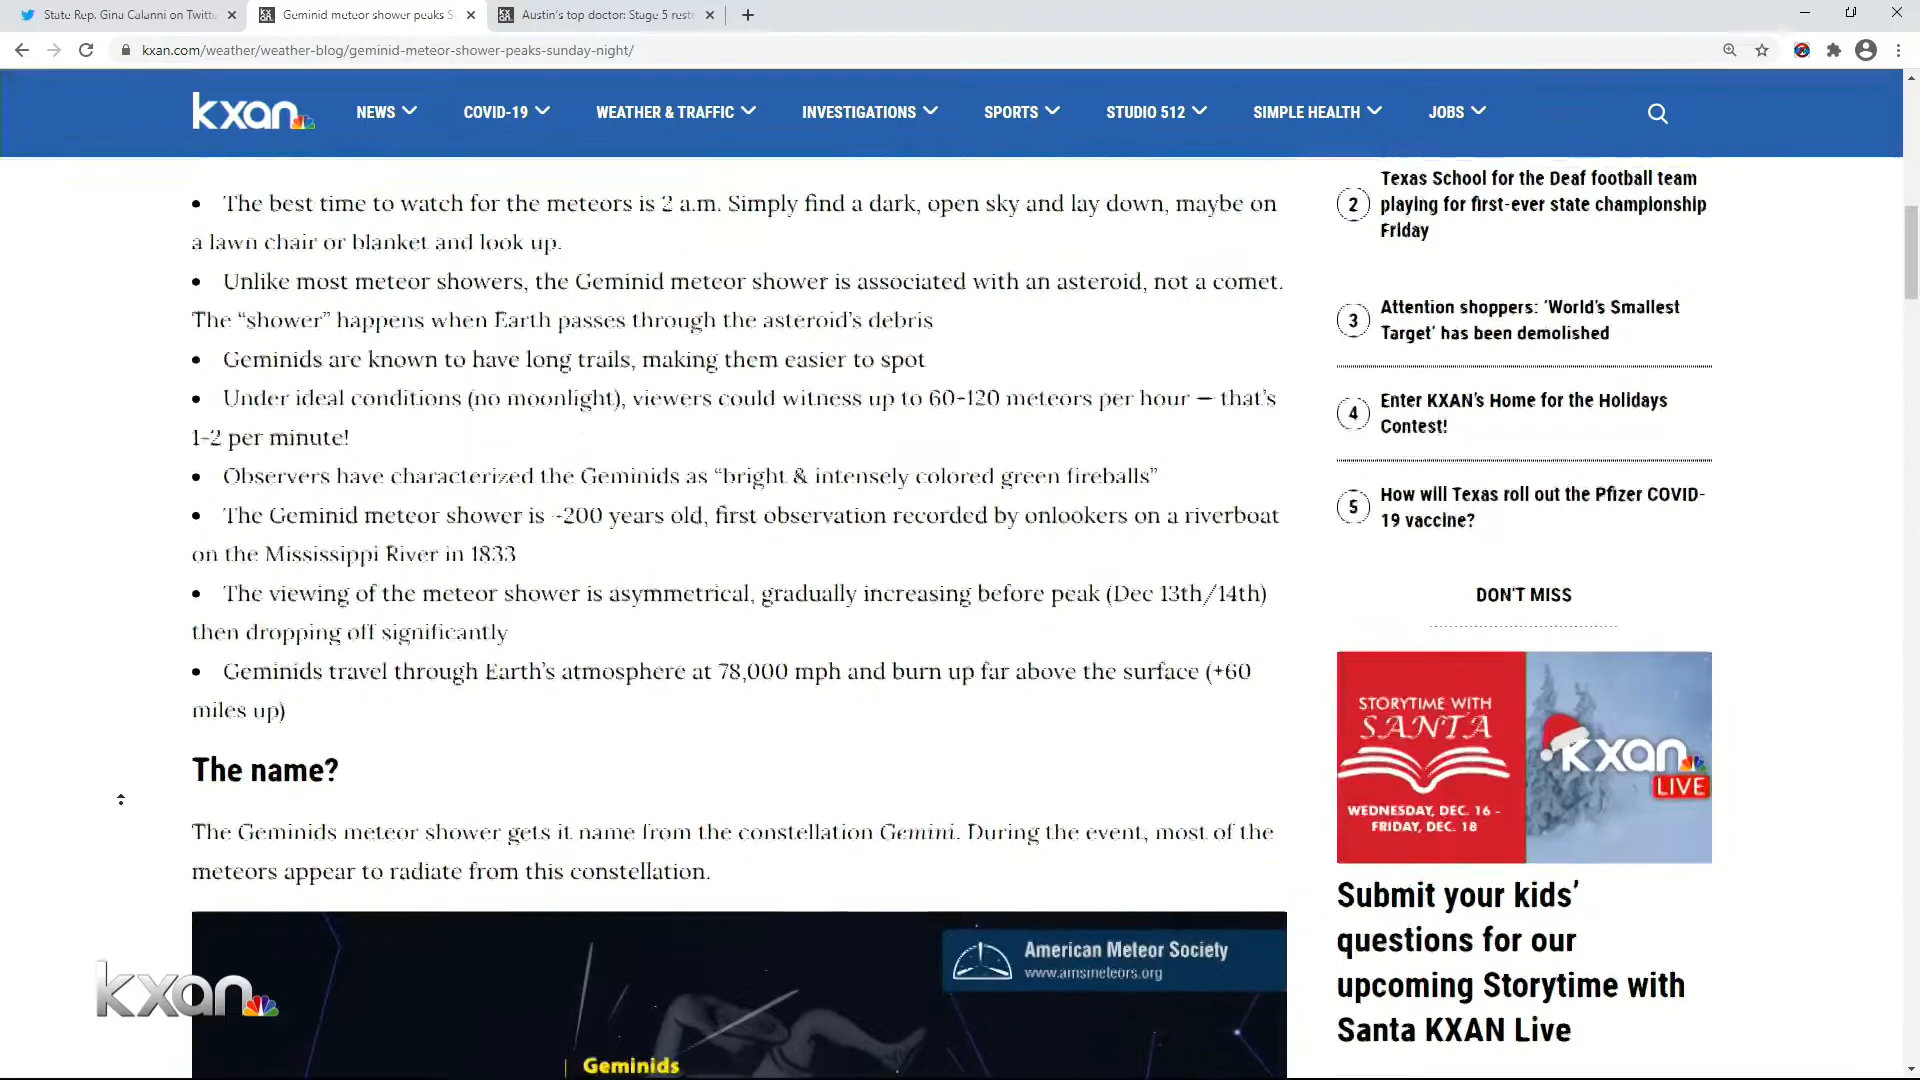 State Rep. Gina Calanni on Twitt
Geminid meteor shower peaks S
Austin's top doctor: Stage 5 rest
kxan.com/weather/weather-blog/geminid-meteor-shower-peaks-sunday-night/
kxan
NEWS
COVID-19
WEATHER & TRAFFIC
INVESTIGATIONS
SPORTS
STUDIO 512
SIMPLE HEALTH
JOBS
• The best time to watch for the meteors is 2 a.m. Simply find a dark, open sky and lay down, maybe on
a lawn chair or blanket and look up.
• Unlike most meteor showers, the Geminid meteor shower is associated with an asteroid, not a comet.
The “shower” happens when Earth passes through the asteroid’s debris
• Geminids are known to have long trails, making them easier to spot
• Under ideal conditions (no moonlight), viewers could witness up to 60-120 meteors per hour – that’s
1-2 per minute!
• Observers have characterized the Geminids as “bright & intensely colored green fireballs”
• The Geminid meteor shower is ~200 years old, first observation recorded by onlookers on a riverboat
on the Mississippi River in 1833
• The viewing of the meteor shower is asymmetrical, gradually increasing before peak (Dec 13th/14th)
then dropping off significantly
• Geminids travel through Earth’s atmosphere at 78,000 mph and burn up far above the surface (+60
miles up)
The name?
The Geminids meteor shower gets it name from the constellation Gemini. During the event, most of the
meteors appear to radiate from this constellation.
American Meteor Society
www.amsmeteors.org
Geminids
kxan
2
Texas School for the Deaf football team
playing for first-ever state championship
Friday
3
Attention shoppers: ‘World’s Smallest
Target’ has been demolished
4
Enter KXAN’s Home for the Holidays
Contest!
5
How will Texas roll out the Pfizer COVID-
19 vaccine?
DON'T MISS
STORYTIME WITH
SANTA
WEDNESDAY, DEC. 16 -
FRIDAY, DEC. 18
kxan
LIVE
Submit your kids’
questions for our
upcoming Storytime with
Santa KXAN Live